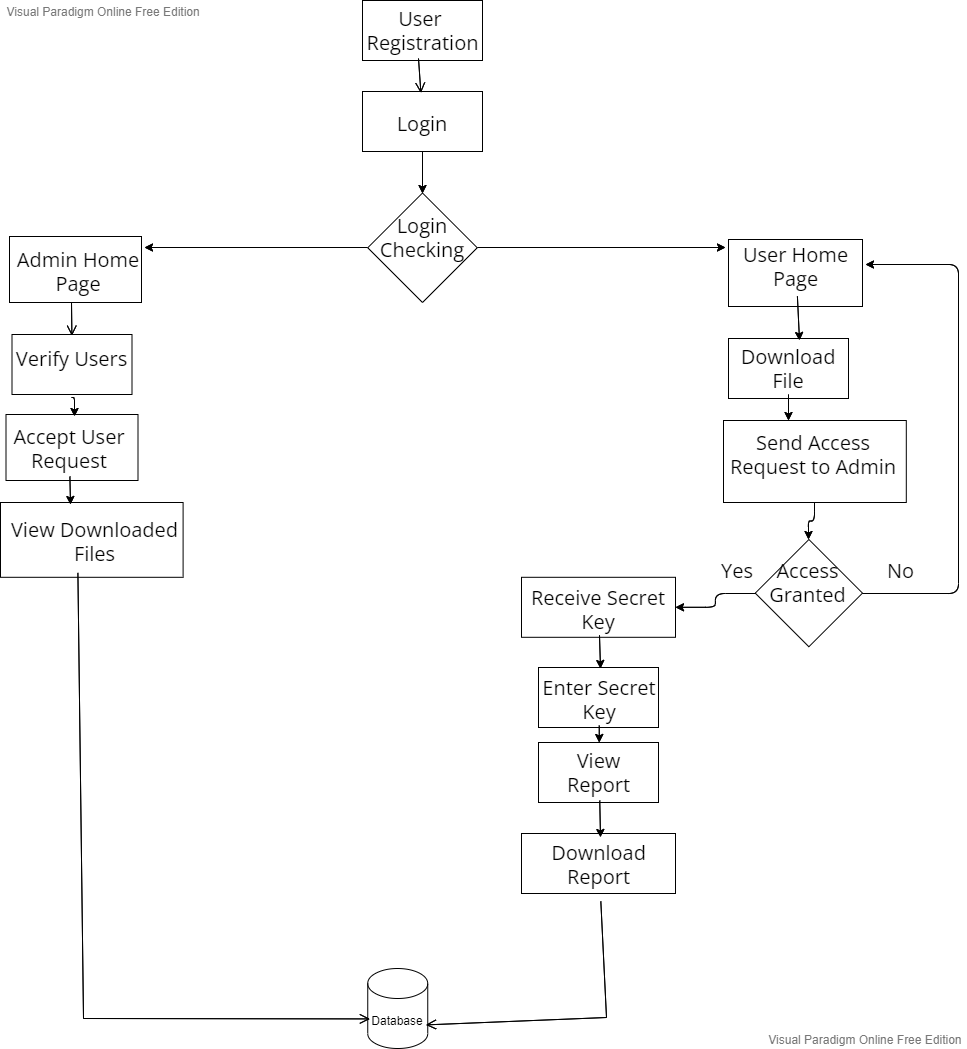 Visual Paradigm Online Free Edition
User
Registration
Login
Login
Checking
Admin Home
Page
Verify Users
Accept User
Request
View Downloaded
Files
User Home
Page
Download
File
Send Access
Request to Admin
Access
Granted
Yes
No
Receive Secret
Key
Enter Secret
Key
View
Report
Download
Report
Database
Visual Paradigm Online Free Edition